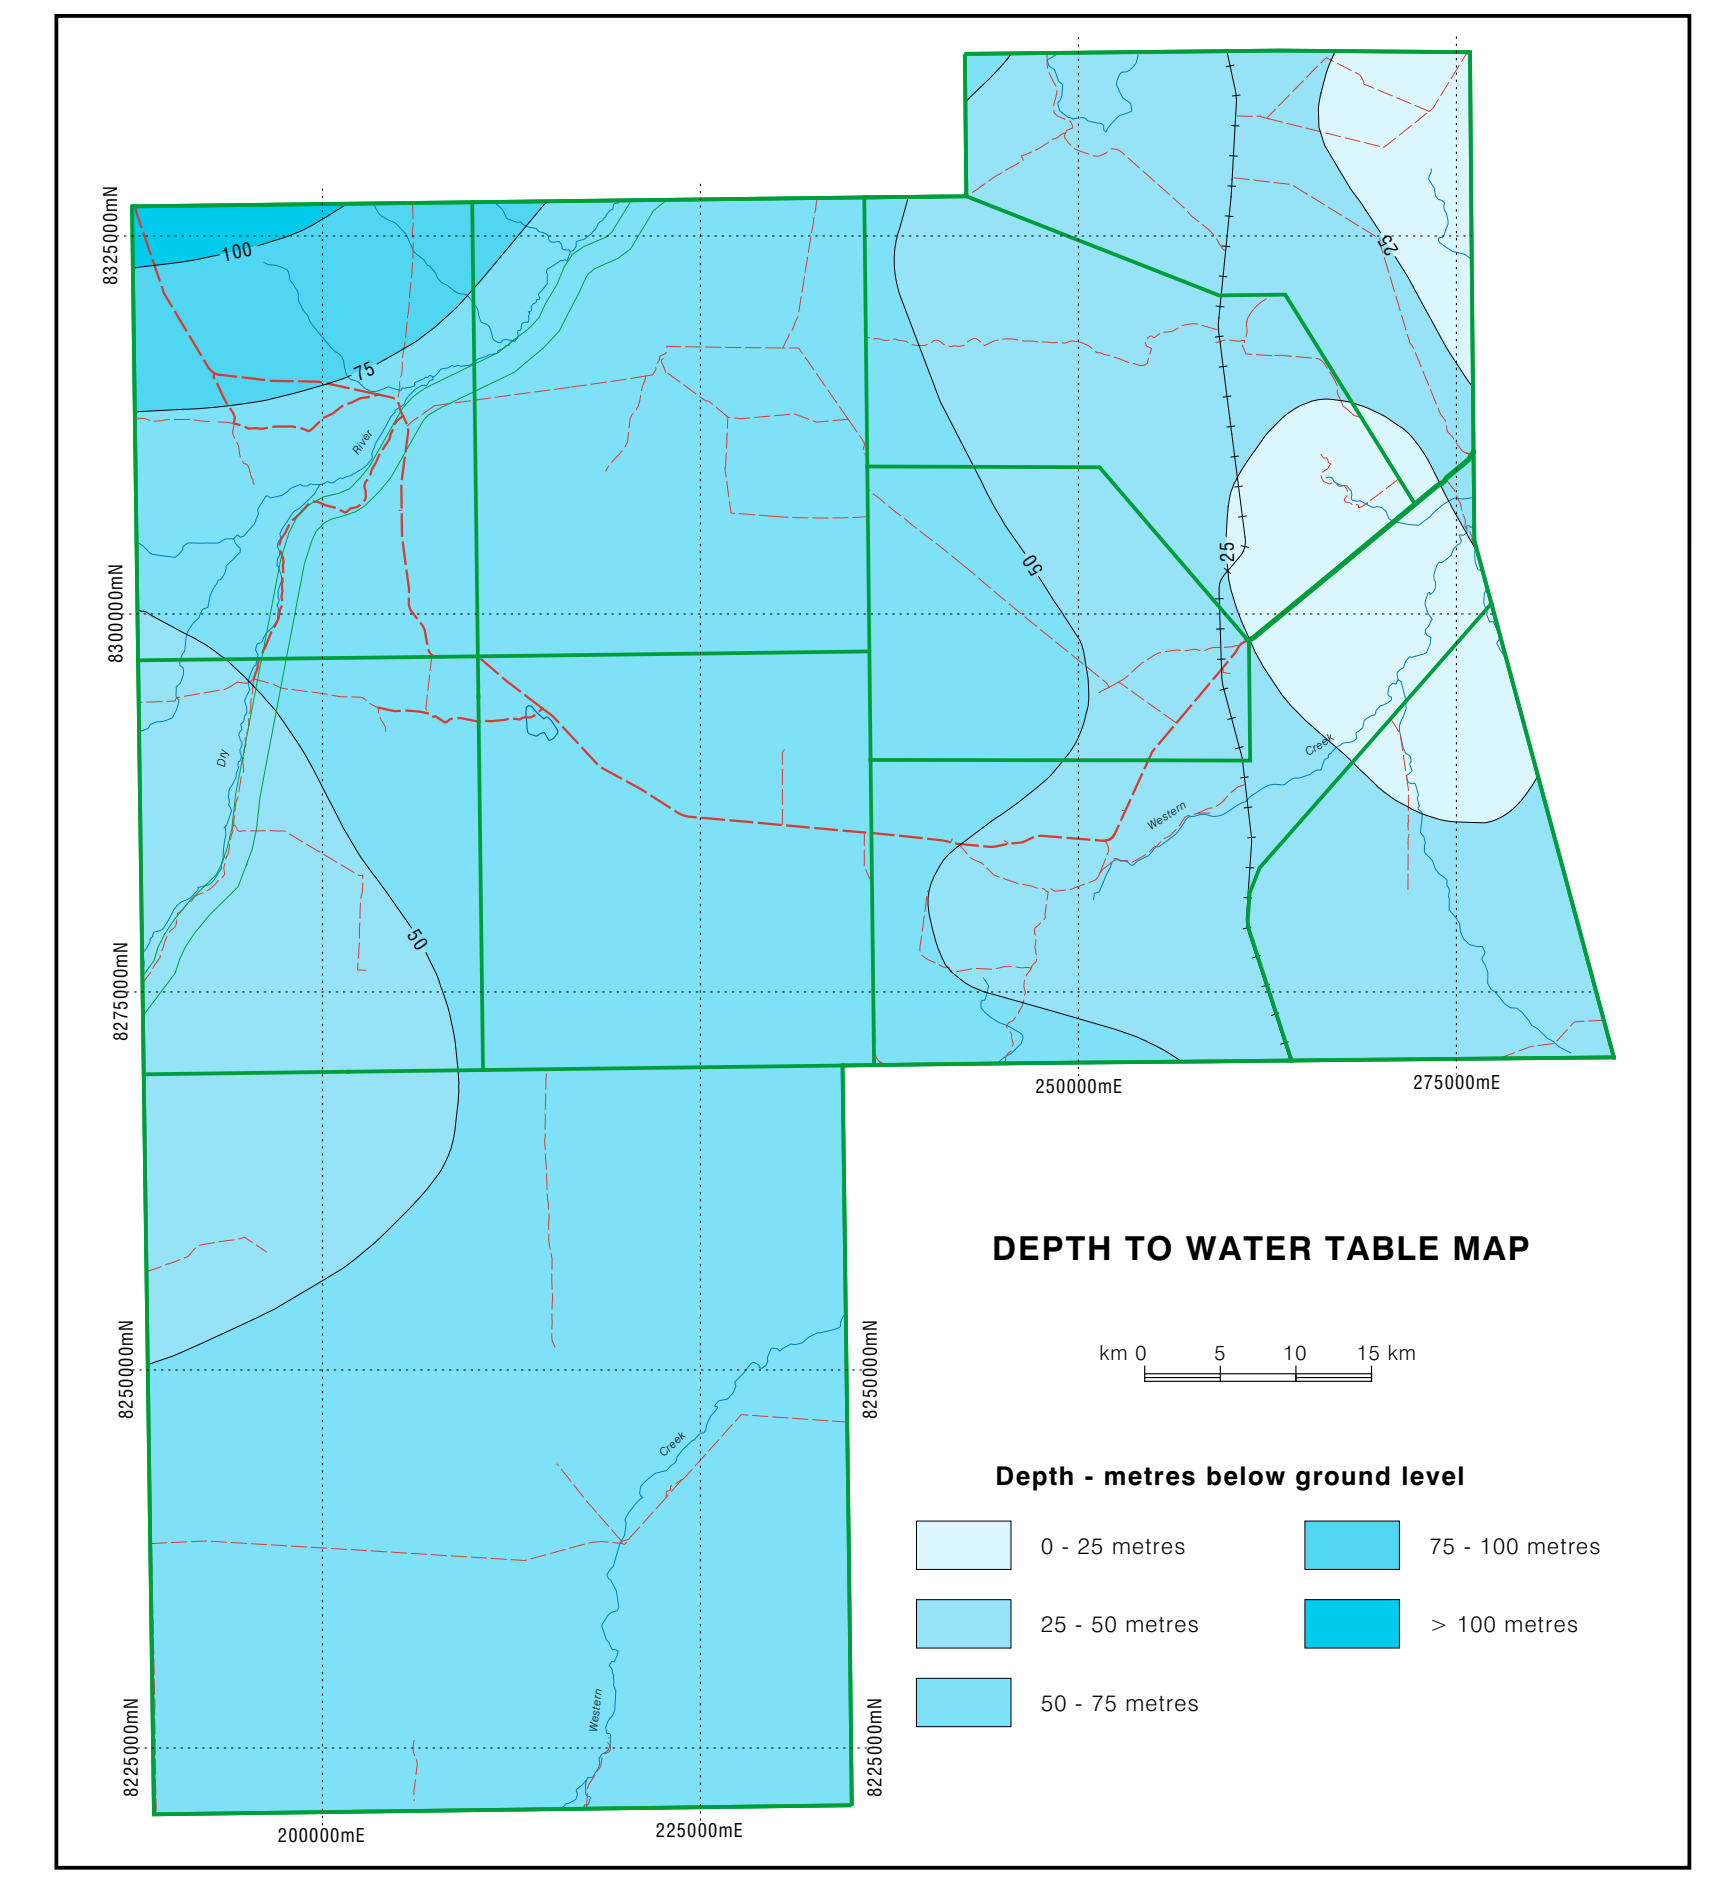 8325000mN
100
75
River
25
50
25
8300000mN
Dry
Creek
Western
50
8275000mN
250000mE
275000mE
DEPTH TO WATER TABLE MAP
km 0 5 10 15 km
8250000mN
8250000mN
Creek
Depth - metres below ground level
0 - 25 metres
75 - 100 metres
25 - 50 metres
> 100 metres
50 - 75 metres
Western
8225000mN
8225000mN
200000mE
225000mE